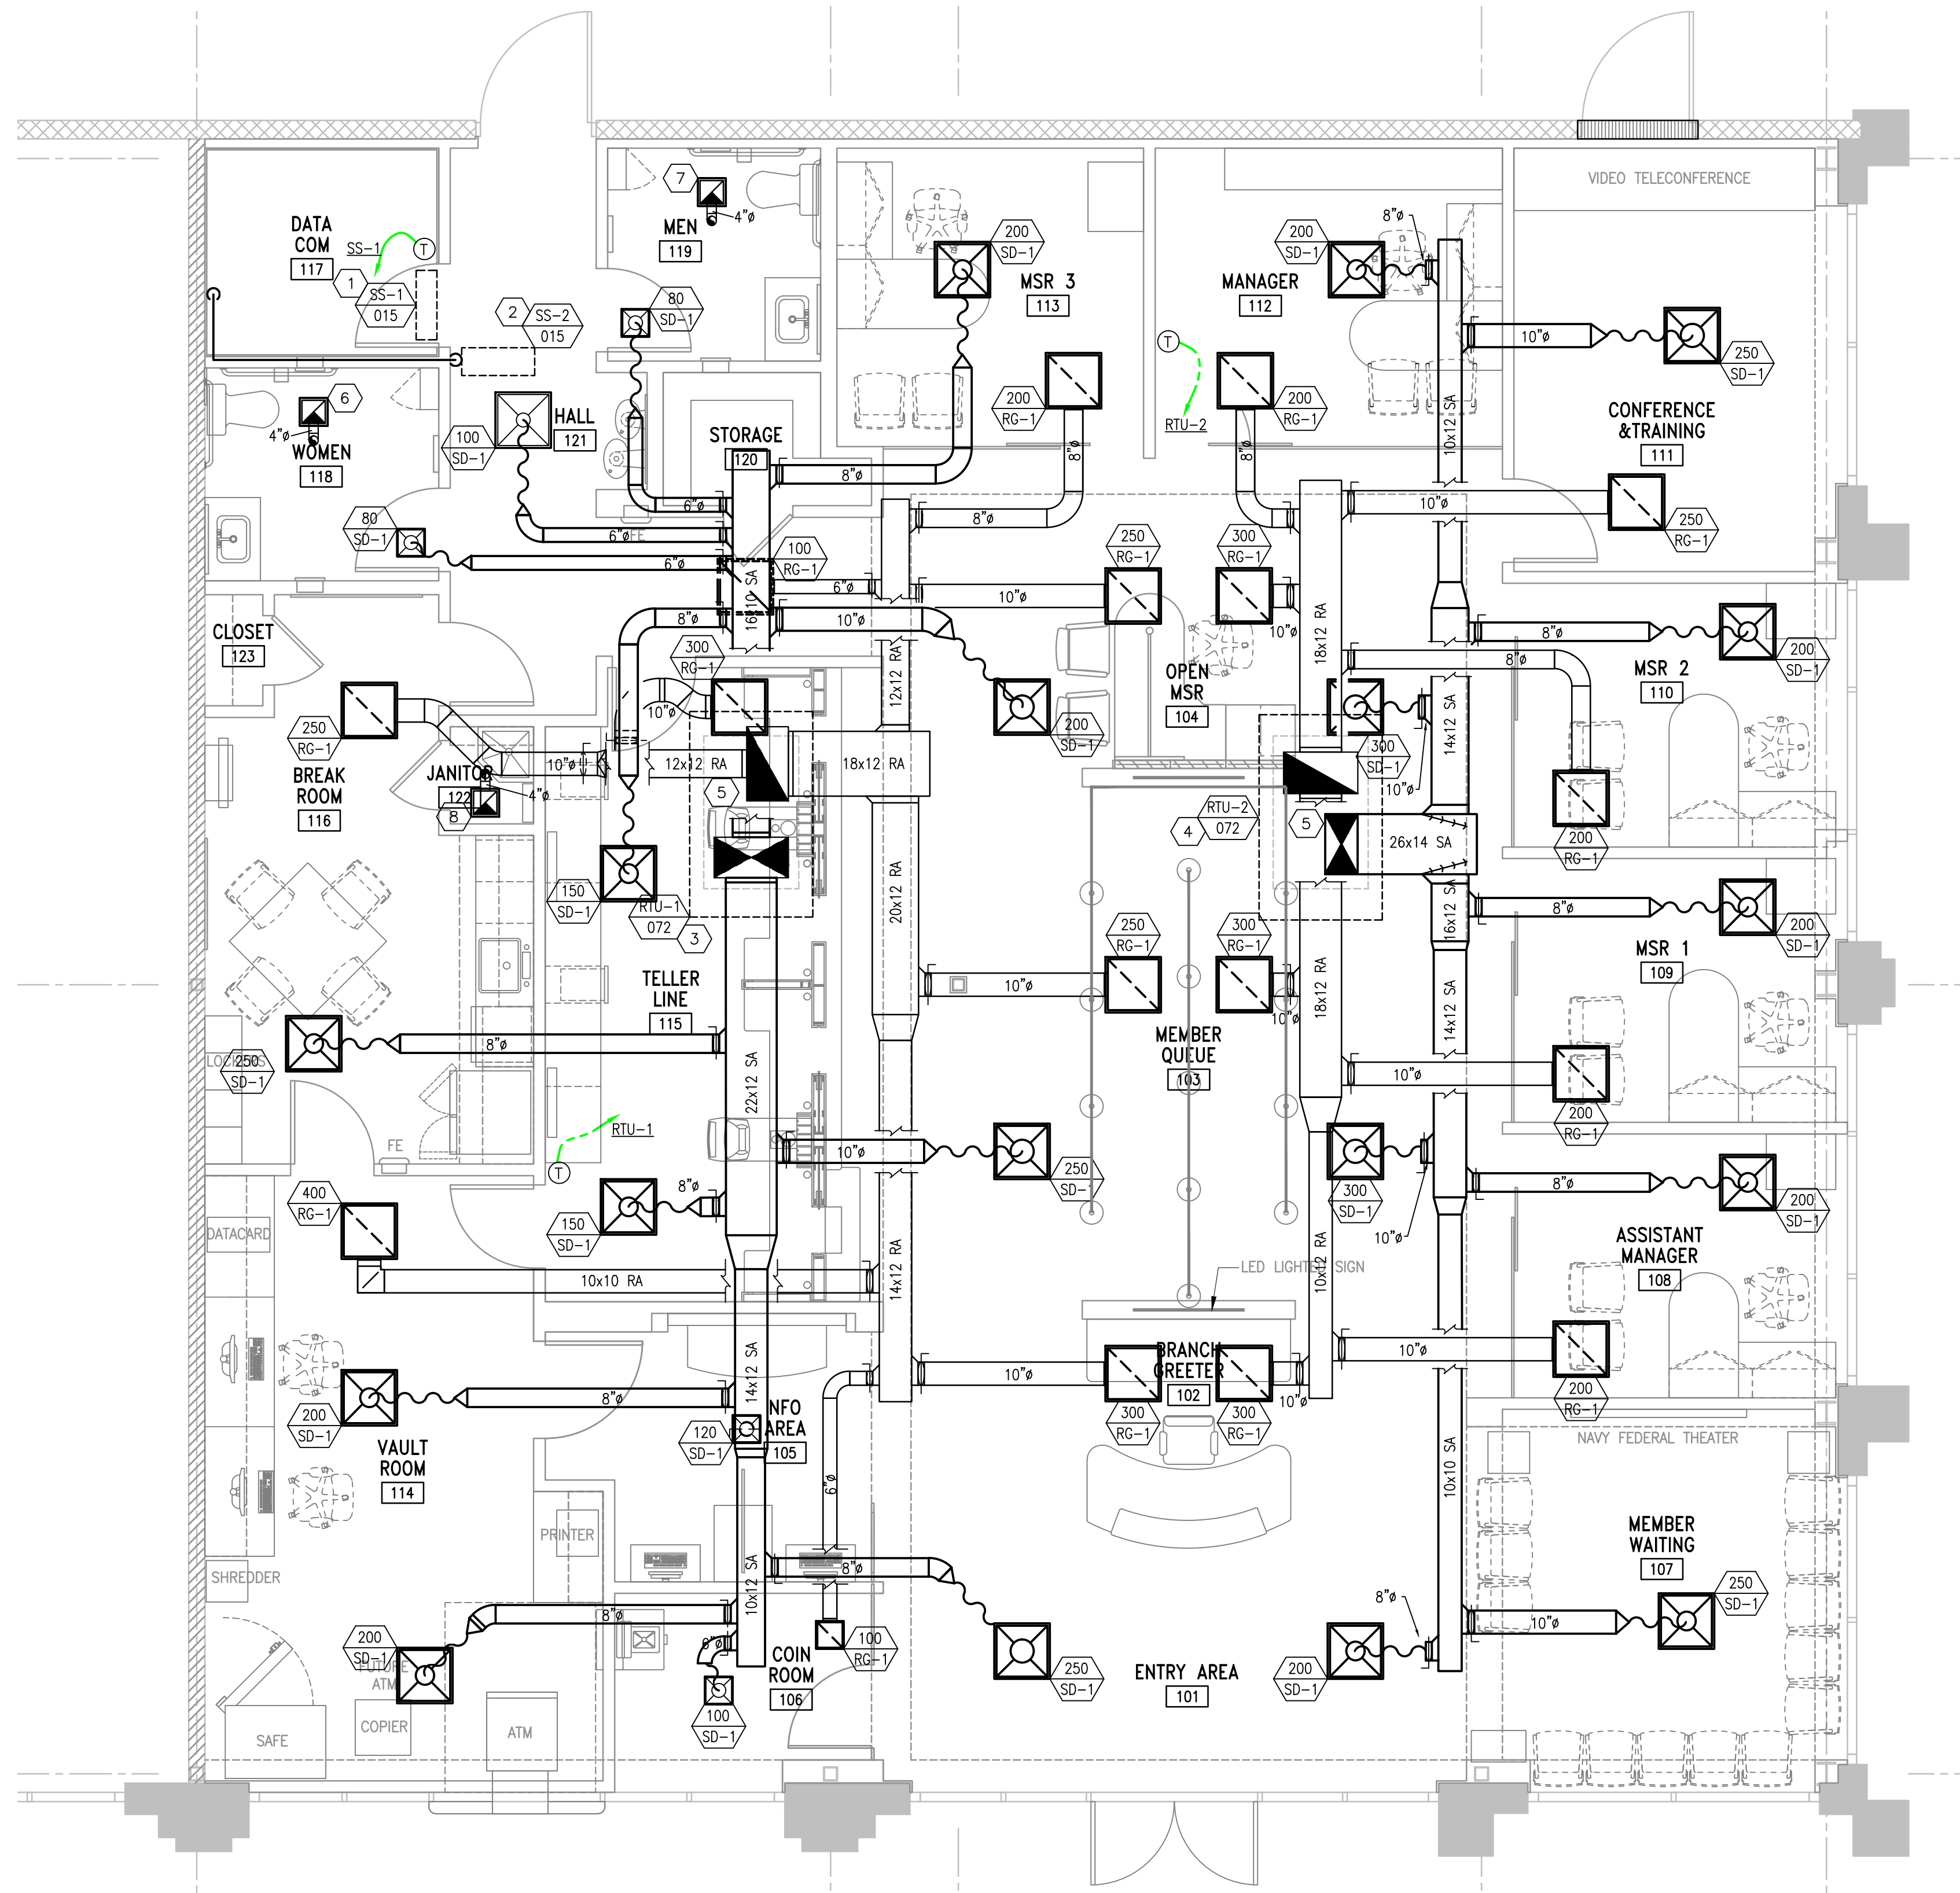 VIDEO TELECONFERENCE
7
4"ø
MEN
119
DATA
COM
117
SS-1
T
1
SS-1
015
2
SS-2
015
80
SD-1
200
SD-1
MSR 3
113
200
SD-1
MANAGER
112
8"ø
10"ø
250
SD-1
T
RTU-2
10x12 SA
6
4"ø
WOMEN
118
100
SD-1
HALL
121
STORAGE
120
200
RG-1
8"ø
200
RG-1
8"ø
CONFERENCE
&TRAINING
111
8"ø
6"ø
6"ø
FE
80
SD-1
6"ø
16x10 SA
100
RG-1
6"ø
8"ø
250
RG-1
300
RG-1
10"ø
250
RG-1
10"ø
10"ø
CLOSET
123
8"ø
10"ø
300
RG-1
10"ø
12x12 RA
200
SD-1
OPEN
MSR
104
18x12 RA
8"ø
8"ø
200
SD-1
MSR 2
110
14x12 SA
300
SD-1
10"ø
250
RG-1
BREAK
ROOM
116
JANITOR
122
8
4"ø
10"ø
12x12 RA
18x12 RA
5
4
RTU-2
072
5
26x14 SA
200
RG-1
150
SD-1
RTU-1
072
3
20x12 RA
16x12 SA
8"ø
200
SD-1
TELLER
LINE
115
250
RG-1
300
RG-1
10"ø
10"ø
18x12 RA
14x12 SA
MSR 1
109
LOCKERS
250
SD-1
8"ø
22x12 SA
MEMBER
QUEUE
103
10"ø
200
RG-1
FE
T
RTU-1
10"ø
250
SD-1
300
SD-1
10"ø
8"ø
200
SD-1
400
RG-1
DATACARD
150
SD-1
8"ø
10x10 RA
14x12 RA
LED LIGHTED SIGN
10x12 RA
ASSISTANT
MANAGER
108
8"ø
200
SD-1
14x12 SA
120
SD-1
INFO
AREA
105
10"ø
BRANCH
GREETER
102
300
RG-1
300
RG-1
10"ø
10"ø
200
RG-1
NAVY FEDERAL THEATER
VAULT
ROOM
114
6"ø
10x10 SA
PRINTER
SHREDDER
10x12 SA
8"ø
MEMBER
WAITING
107
8"ø
6"ø
200
SD-1
FUTURE
ATM
COIN
ROOM
106
100
RG-1
100
SD-1
250
SD-1
ENTRY AREA
101
200
SD-1
8"ø
10"ø
250
SD-1
SAFE
COPIER
ATM